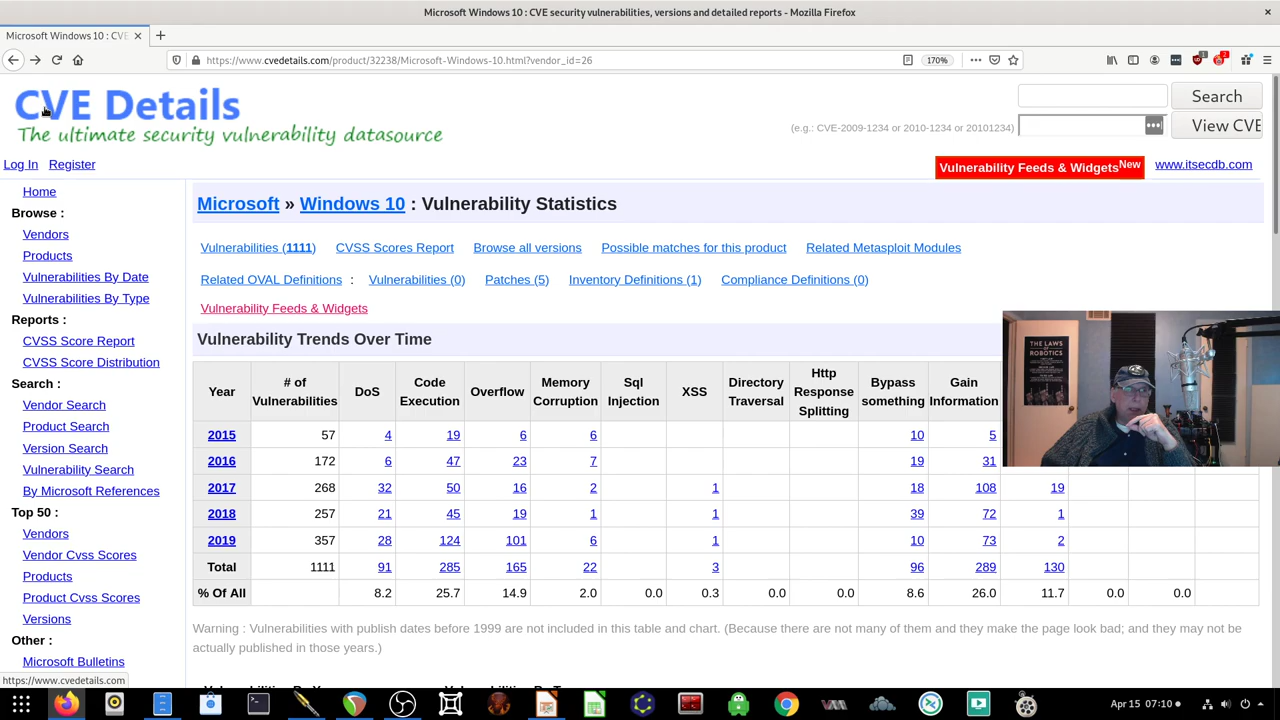 Microsoft Windows 10 : CVE security vulnerabilities, versions and detailed reports - Mozilla Firefox
Microsoft Windows 10 : CVE
https://www.cvedetails.com/product/32238/Microsoft-Windows-10.html?vendor_id=26
170%
1
2
CVE Details
The ultimate security vulnerability datasource
Search
(e.g.: CVE-2009-1234 or 2010-1234 or 20101234)
View CVE
Log In Register
Vulnerability Feeds & Widgets New
www.itsecdb.com
Home
Browse :
Vendors
Products
Vulnerabilities By Date
Vulnerabilities By Type
Reports :
CVSS Score Report
CVSS Score Distribution
Search :
Vendor Search
Product Search
Version Search
Vulnerability Search
By Microsoft References
Top 50 :
Vendors
Vendor Cvss Scores
Products
Product Cvss Scores
Versions
Other :
Microsoft Bulletins
Microsoft » Windows 10 : Vulnerability Statistics
Vulnerabilities (1111) CVSS Scores Report Browse all versions Possible matches for this product Related Metasploit Modules
Related OVAL Definitions : Vulnerabilities (0) Patches (5) Inventory Definitions (1) Compliance Definitions (0)
Vulnerability Feeds & Widgets
Vulnerability Trends Over Time
Year # of Vulnerabilities DoS Code Execution Overflow Memory Corruption Sql Injection XSS Directory Traversal Http Response Splitting Bypass something Gain Information
2015 57 4 19 6 6 10 5
2016 172 6 47 23 7 19 31
2017 268 32 50 16 2 1 18 108 19
2018 257 21 45 19 1 1 39 72 1
2019 357 28 124 101 6 1 10 73 2
Total 1111 91 285 165 22 3 96 289 130
% Of All 8.2 25.7 14.9 2.0 0.0 0.3 0.0 0.0 8.6 26.0 11.7 0.0 0.0
Warning : Vulnerabilities with publish dates before 1999 are not included in this table and chart. (Because there are not many of them and they make the page look bad; and they may not be
actually published in those years.)
THE LAWS
OF
ROBOTICS
https://www.cvedetails.com
Apr 15 07:10